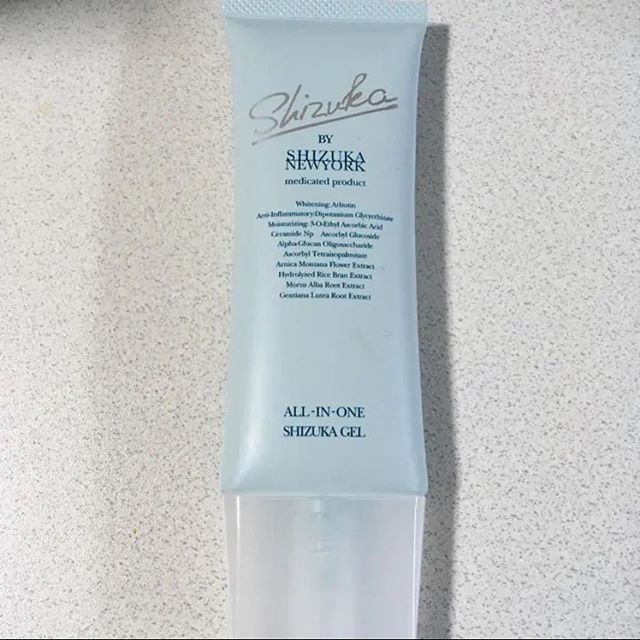 Shizuka
BY
SHIZUKA
NEWYORK
medicated product
Whitening: Arbutin
Anti-Inflammatory:Dipotassium Glycyrrhizate
Moisturizing: 3-O-Ethyl Ascorbic Acid
Ceramide Np Ascorbyl Glucoside
Alpha-Glucan Oligosaccharide
Ascorbyl Tetraisopalmitate
Arnica Montana Flower Extract
Hydrolyzed Rice Bran Extract
Morus Alba Root Extract
Gentiana Lutea Root Extract
ALL-IN-ONE
SHIZUKA GEL